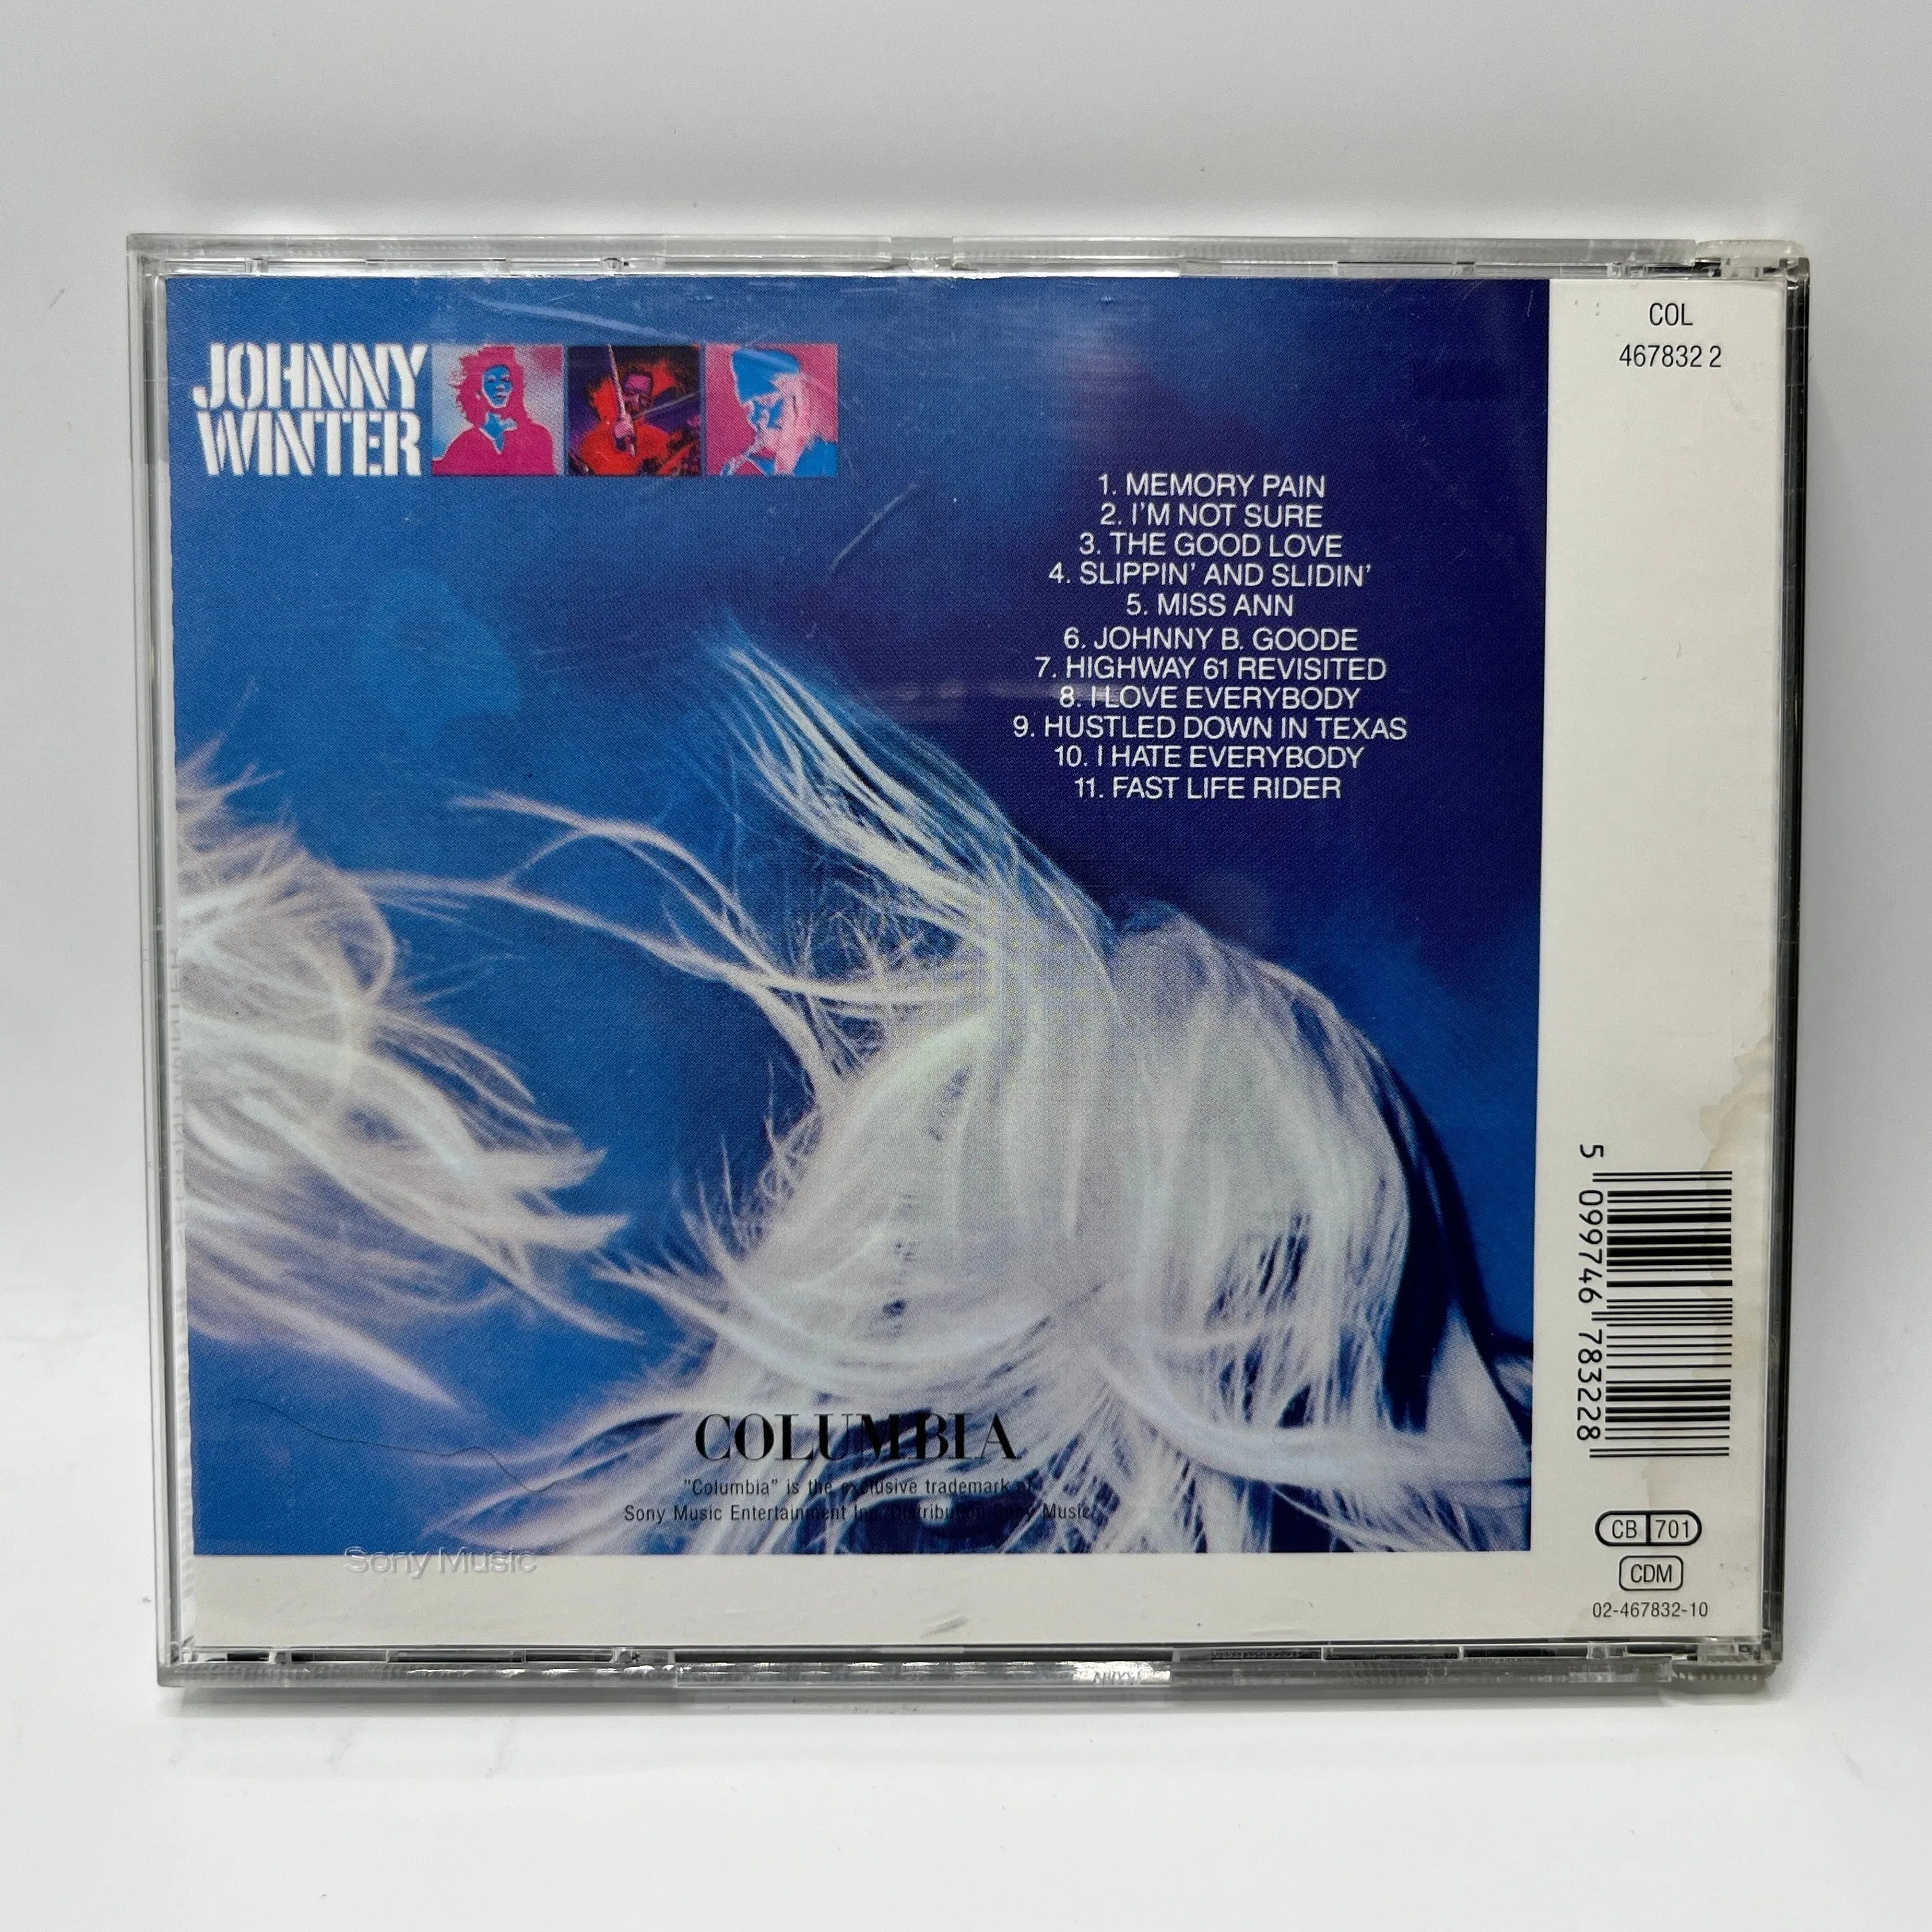 JOHNNY
WINTER
COL
467832 2
1. MEMORY PAIN
2. I'M NOT SURE
3. THE GOOD LOVE
4. SLIPPIN' AND SLIDIN'
5. MISS ANN
6. JOHNNY B. GOODE
7. HIGHWAY 61 REVISITED
8. I LOVE EVERYBODY
9. HUSTLED DOWN IN TEXAS
10. I HATE EVERYBODY
11. FAST LIFE RIDER
5 099746 783228
COLUMBIA
"Columbia" is the exclusive trademark of
Sony Music Entertainment Inc. Distribution Sony Music
Sony Music
CB 701
CDM
02-467832-10